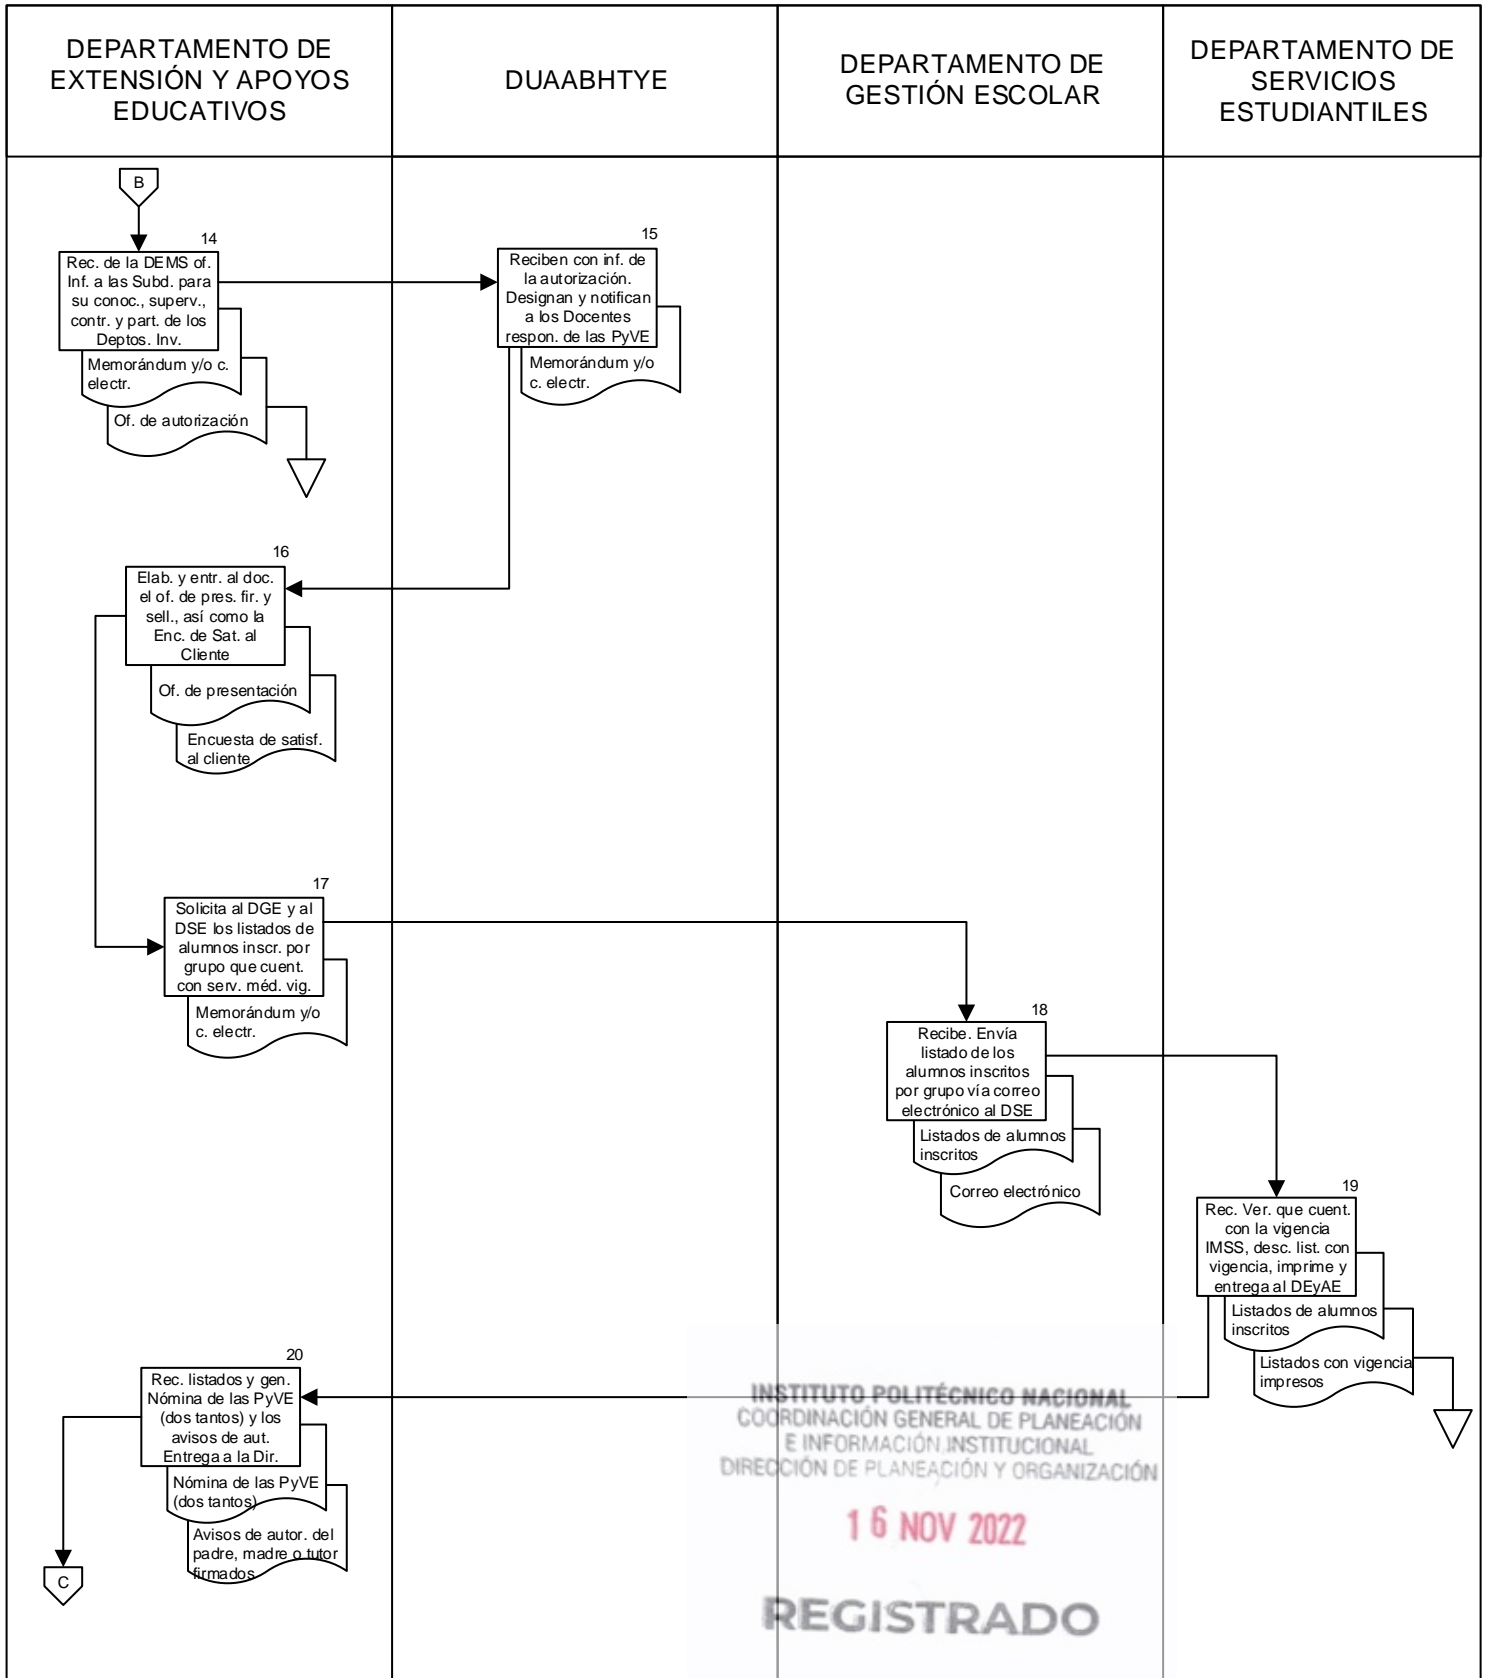 DEPARTAMENTO DE
EXTENSIÓN Y APOYOS
EDUCATIVOS
DUAABHTYE
DEPARTAMENTO DE
GESTIÓN ESCOLAR
DEPARTAMENTO DE
SERVICIOS
ESTUDIANTILES
B
14
Rec. de la DEMS of.
Inf. a las Subd. para
su conoc., superv.,
contr. y part. de los
Deptos. Inv.
Memorándum y/o c.
electr.
Of. de autorización
15
Reciben con inf. de
la autorización.
Designan y notifican
a los Docentes
respon. de las PyVE
Memorándum y/o
c. electr.
16
Elab. y entr. al doc.
el of. de pres. fir. y
sell., así como la
Enc. de Sat. al
Cliente
Of. de presentación
Encuesta de satisf.
al cliente
17
Solicita al DGE y al
DSE los listados de
alumnos inscr. por
grupo que cuent.
con serv. méd. vig.
Memorándum y/o
c. electr.
18
Recibe. Envía
listado de los
alumnos inscritos
por grupo vía correo
electrónico al DSE
Listados de alumnos
inscritos
Correo electrónico
19
Rec. Ver. que cuent.
con la vigencia
IMSS, desc. list. con
vigencia, imprime y
entrega al DEyAE
Listados de alumnos
inscritos
Listados con vigencia
impresos
20
Rec. listados y gen.
Nómina de las PyVE
(dos tantos) y los
avisos de aut.
Entrega a la Dir.
Nómina de las PyVE
(dos tantos)
Avisos de autor. del
padre, madre o tutor
firmados
C
INSTITUTO POLITÉCNICO NACIONAL
COORDINACIÓN GENERAL DE PLANEACIÓN
E INFORMACIÓN INSTITUCIONAL
DIRECCIÓN DE PLANEACIÓN Y ORGANIZACIÓN
16 NOV 2022
REGISTRADO